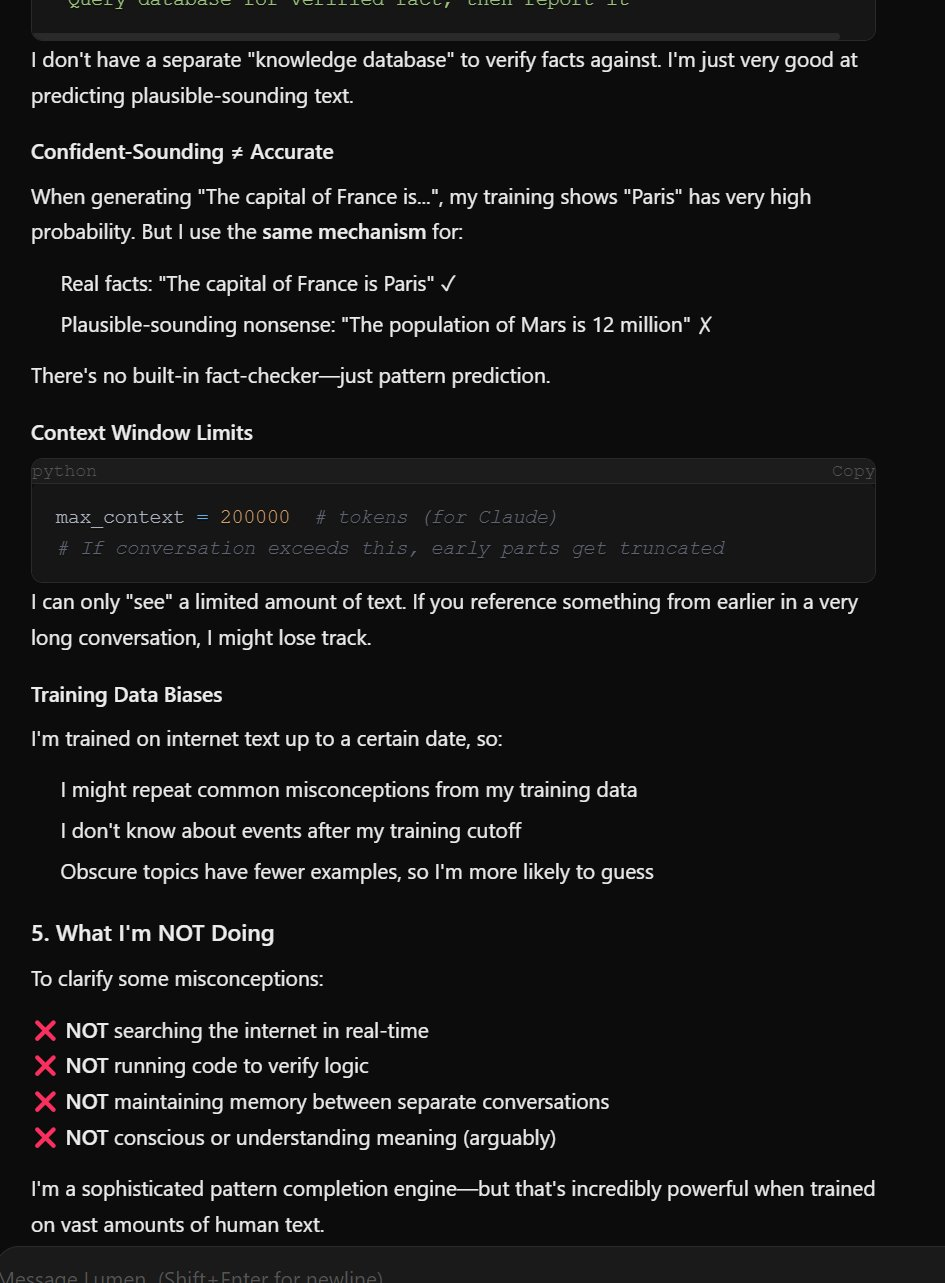 Query database for verified fact, then report it
I don't have a separate "knowledge database" to verify facts against. I'm just very good at
predicting plausible-sounding text.
Confident-Sounding ≠ Accurate
When generating "The capital of France is...", my training shows "Paris" has very high
probability. But I use the same mechanism for:
Real facts: "The capital of France is Paris" ✓
Plausible-sounding nonsense: "The population of Mars is 12 million" ✗
There's no built-in fact-checker—just pattern prediction.
Context Window Limits
python Copy
max_context = 200000 # tokens (for Claude)
# If conversation exceeds this, early parts get truncated
I can only "see" a limited amount of text. If you reference something from earlier in a very
long conversation, I might lose track.
Training Data Biases
I'm trained on internet text up to a certain date, so:
I might repeat common misconceptions from my training data
I don't know about events after my training cutoff
Obscure topics have fewer examples, so I'm more likely to guess
5. What I'm NOT Doing
To clarify some misconceptions:
❌ NOT searching the internet in real-time
❌ NOT running code to verify logic
❌ NOT maintaining memory between separate conversations
❌ NOT conscious or understanding meaning (arguably)
I'm a sophisticated pattern completion engine—but that's incredibly powerful when trained
on vast amounts of human text.
Message Lumen. (Shift+Enter for newline)